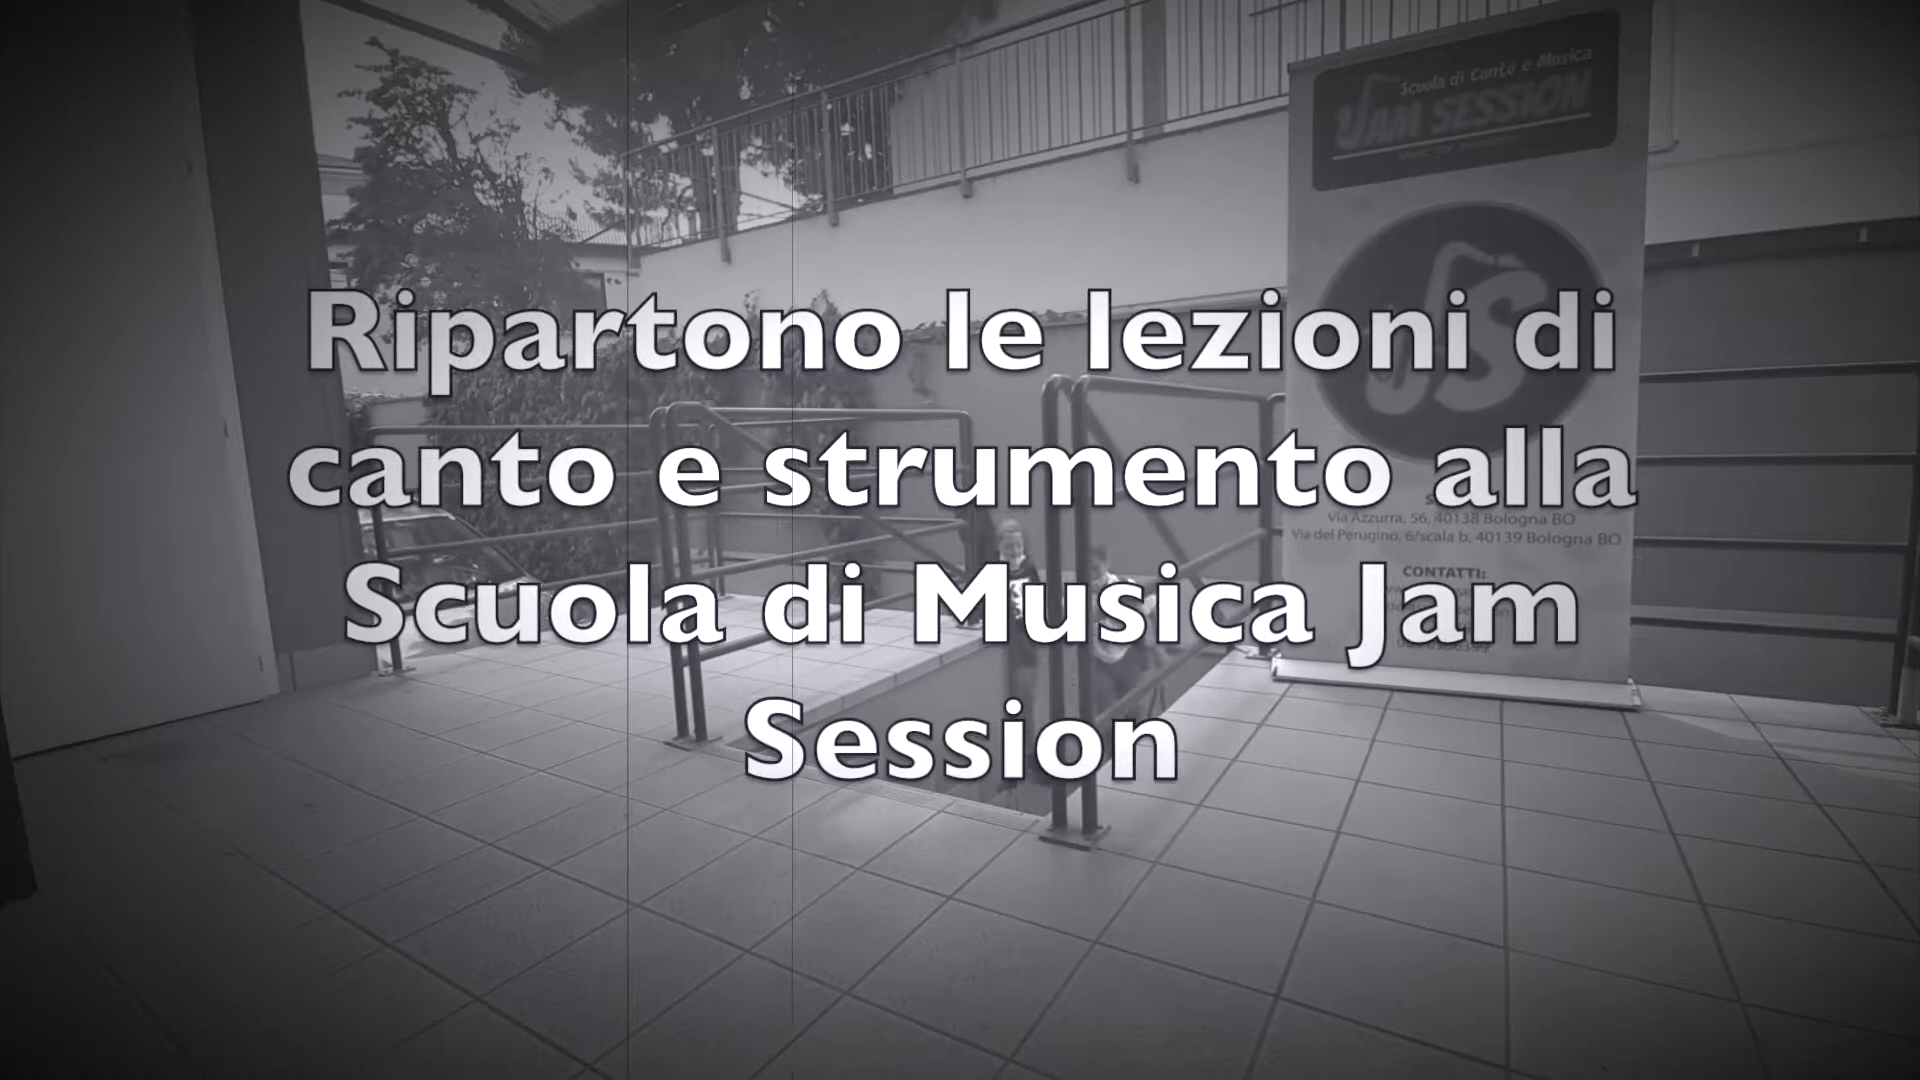 Scuola di Canto e Musica
JAM SESSION
JS
Ripartono le lezioni di
canto e strumento alla
Scuola di Musica Jam
Session
Via Azzurra, 56, 40138 Bologna BO
Via del Perugino, 6/scala b, 40139 Bologna BO
CONTATTI: